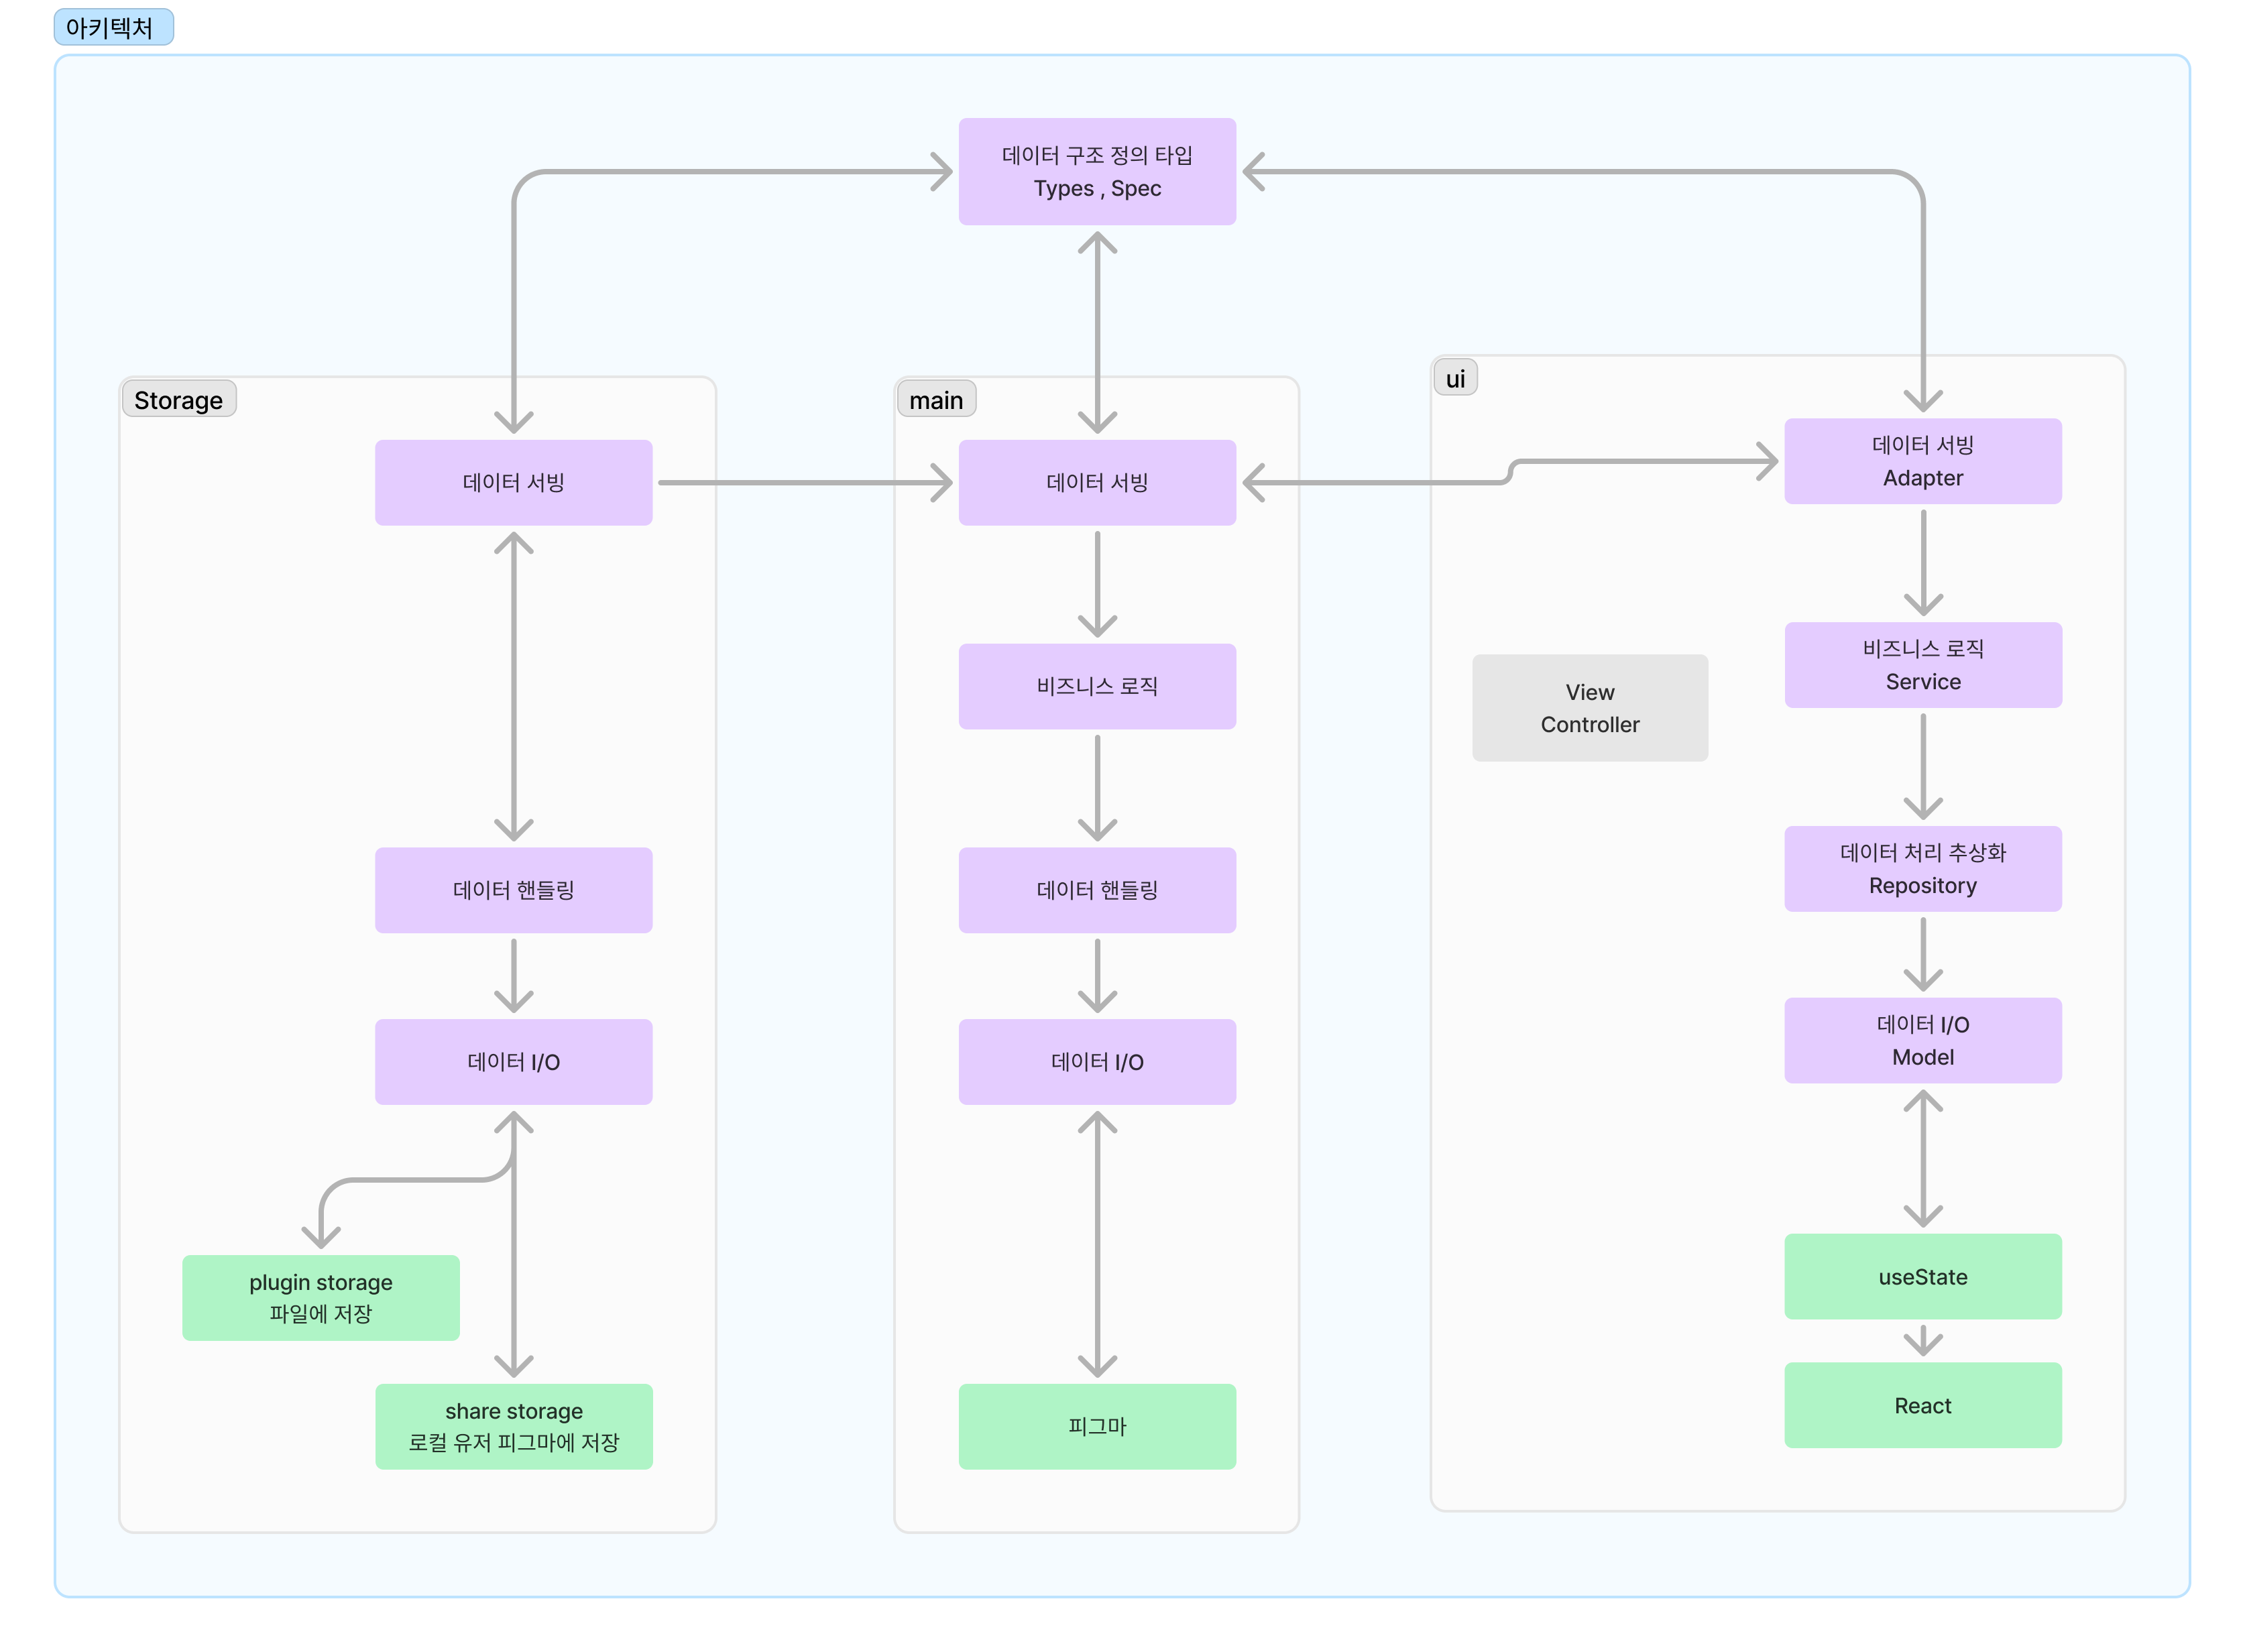 아키텍처
데이터 구조 정의 타입
Types , Spec
Storage
데이터 서빙
데이터 핸들링
데이터 I/O
plugin storage
파일에 저장
share storage
로컬 유저 피그마에 저장
main
데이터 서빙
비즈니스 로직
데이터 핸들링
데이터 I/O
피그마
ui
데이터 서빙
Adapter
View
Controller
비즈니스 로직
Service
데이터 처리 추상화
Repository
데이터 I/O
Model
useState
React